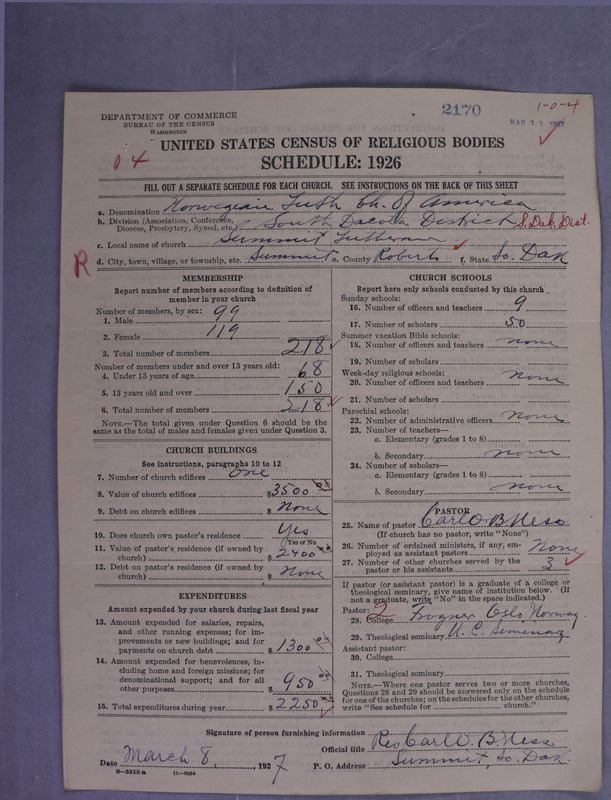 DEPARTMENT OF COMMERCE
BUREAU OF THE CENSUS
WASHINGTON
2170
1-0-4
MAR 11 1927
04
UNITED STATES CENSUS OF RELIGIOUS BODIES
SCHEDULE: 1926
FILL OUT A SEPARATE SCHEDULE FOR EACH CHURCH. SEE INSTRUCTIONS ON THE BACK OF THIS SHEET
a. Denomination Norwegian Luth Ch. Of America
b. Division (Association, Conference, Diocese, Presbytery, Synod, etc.) South Dacota District S. Dak. Dist.
c. Local name of church Summit Lutheran
d. City, town, village, or township, etc. Summit e. County Roberts f. State So. Dak
R
MEMBERSHIP
Report number of members according to definition of
member in your church
Number of members, by sex:
1. Male 99
2. Female 119
3. Total number of members 218
Number of members under and over 13 years old:
4. Under 13 years of age 68
5. 13 years old and over 150
6. Total number of members 218
NOTE.—The total given under Question 6 should be
same as the total of males and females given under Question 3.
CHURCH BUILDINGS
See instructions, paragraphs 10 to 12
7. Number of church edifices one
8. Value of church edifices $3500
9. Debt on church edifices $ None
10. Does church own pastor's residence Yes
Yes or No
11. Value of pastor's residence (if owned by
church) $ 2400
12. Debt on pastor's residence (if owned by
church) $ None
EXPENDITURES
Amount expended by your church during last fiscal year
13. Amount expended for salaries, repairs,
and other running expenses; for im-
provements or new buildings; and for
payments on church debt $ 1300
14. Amount expended for benevolences, in-
cluding home and foreign missions; for
denominational support; and for all
other purposes $ 950
15. Total expenditures during year $ 2250
CHURCH SCHOOLS
Report here only schools conducted by this church
Sunday schools:
16. Number of officers and teachers 9
17. Number of scholars 50
Summer vacation Bible schools:
18. Number of officers and teachers none
19. Number of scholars
Week-day religious schools:
20. Number of officers and teachers none
21. Number of scholars
Parochial schools:
22. Number of administrative officers none
23. Number of teachers—
a. Elementary (grades 1 to 8)
b. Secondary none
24. Number of scholars—
a. Elementary (grades 1 to 8)
b. Secondary none
PASTOR
25. Name of pastor Carl O. B. Ness
(If church has no pastor, write "None")
26. Number of ordained ministers, if any, em-
ployed as assistant pastors None
27. Number of other churches served by the
pastor or his assistants 3
If pastor (or assistant pastor) is a graduate of a college or
theological seminary, give name of institution below. (If
not a graduate, write "No" in the space indicated.)
Pastor: 2
28. College Frogner Oslo, Norway
29. Theological seminary U. C. Seminary
Assistant pastor:
30. College
31. Theological seminary
NOTE.—Where one pastor serves two or more churches,
Questions 28 and 29 should be answered only on the schedule
for one of the churches; on the schedules for the other churches,
write "See schedule for church."
Signature of person furnishing information Rev Carl O. B. Ness
Official title
Date March 8, 1927 P. O. Address Summit, So. Dak.
8—5518 a 11—9034